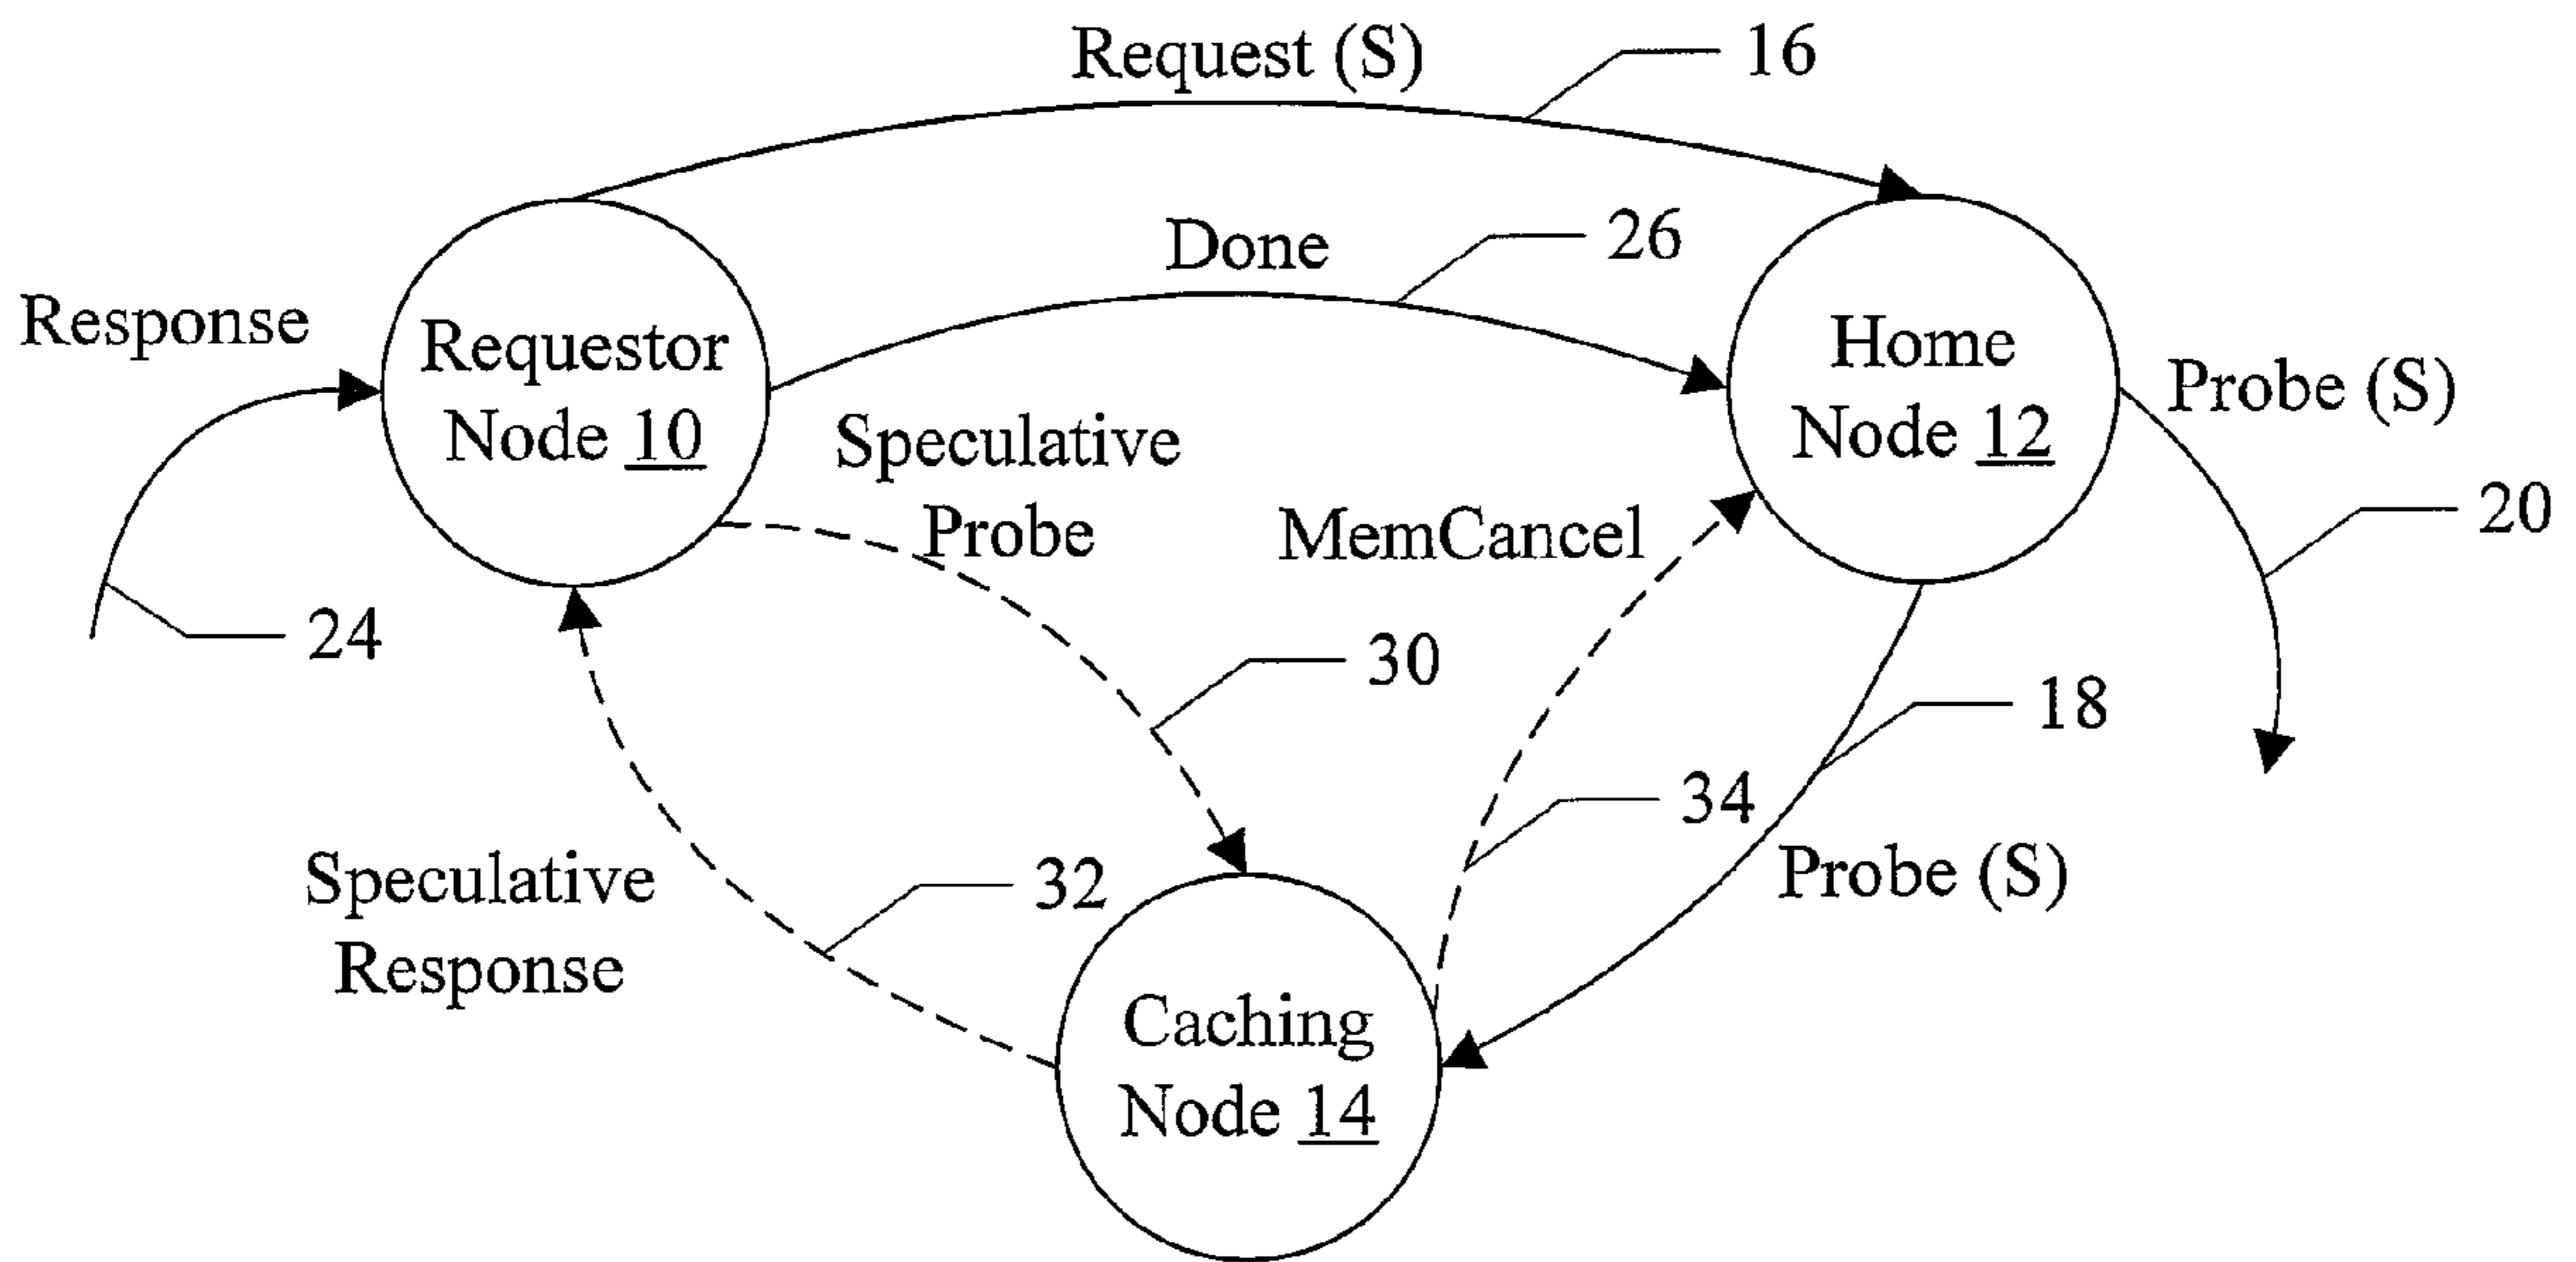 Request (S)
16
Done
26
Response
Requestor
Node 10
Home
Node 12
Probe (S)
20
Speculative
Probe
MemCancel
24
30
18
34
Probe (S)
Speculative
Response
32
Caching
Node 14